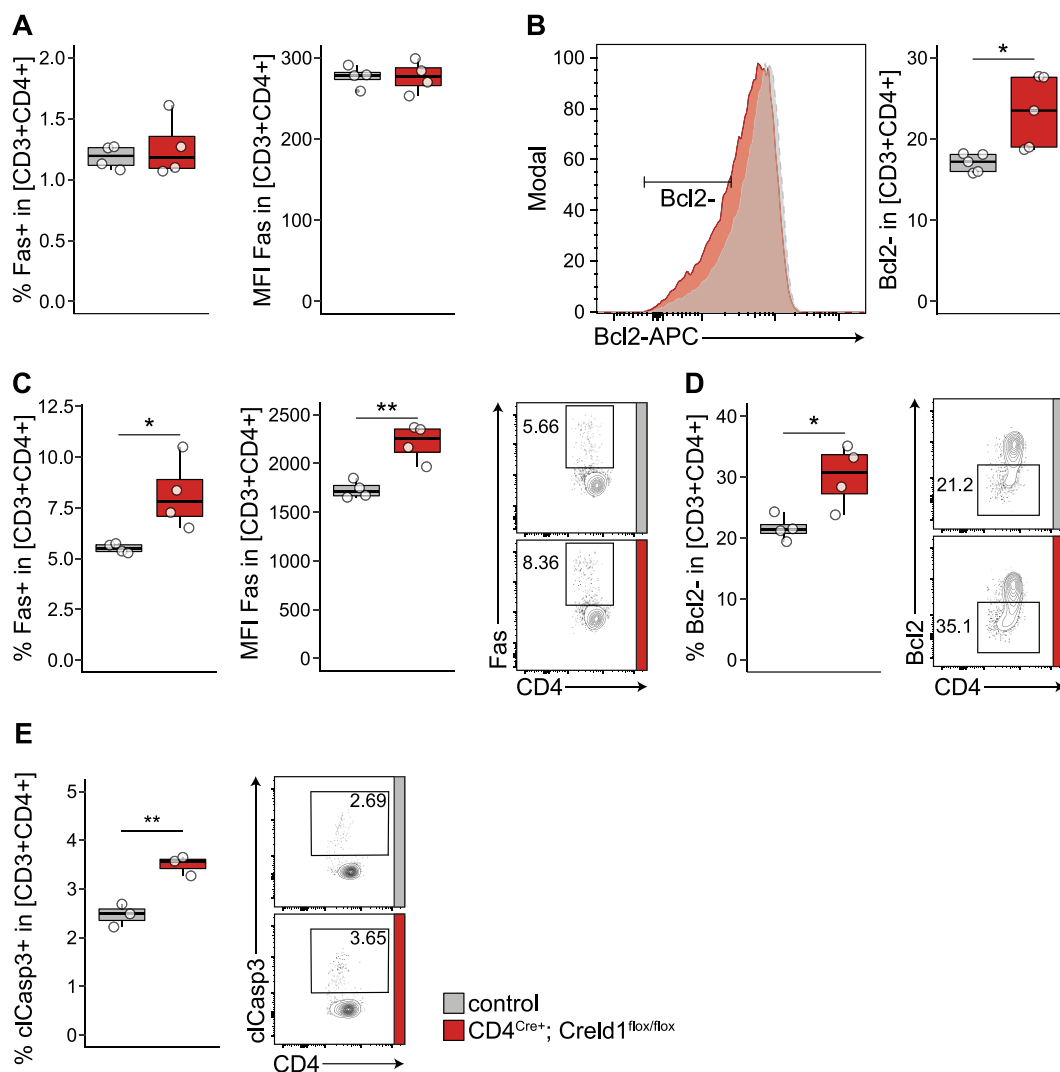 A
% Fas+ in [CD3+CD4+]
2.0
1.5
1.0
0.5
0.0
MFI Fas in [CD3+CD4+]
300
200
100
0
B
Modal
100
80
60
40
20
0
Bcl2-
Bcl2-APC
Bcl2- in [CD3+CD4+]
30
20
10
0
*
C
% Fas+ in [CD3+CD4+]
12.5
10.0
7.5
5.0
2.5
0.0
*
MFI Fas in [CD3+CD4+]
2500
2000
1500
1000
500
0
**
5.66
8.36
Fas
CD4
D
% Bcl2- in [CD3+CD4+]
40
30
20
10
0
*
21.2
35.1
Bcl2
CD4
E
% clCasp3+ in [CD3+CD4+]
5
4
3
2
1
0
**
2.69
3.65
clCasp3
CD4
control
CD4Cre+; Creld1flox/flox